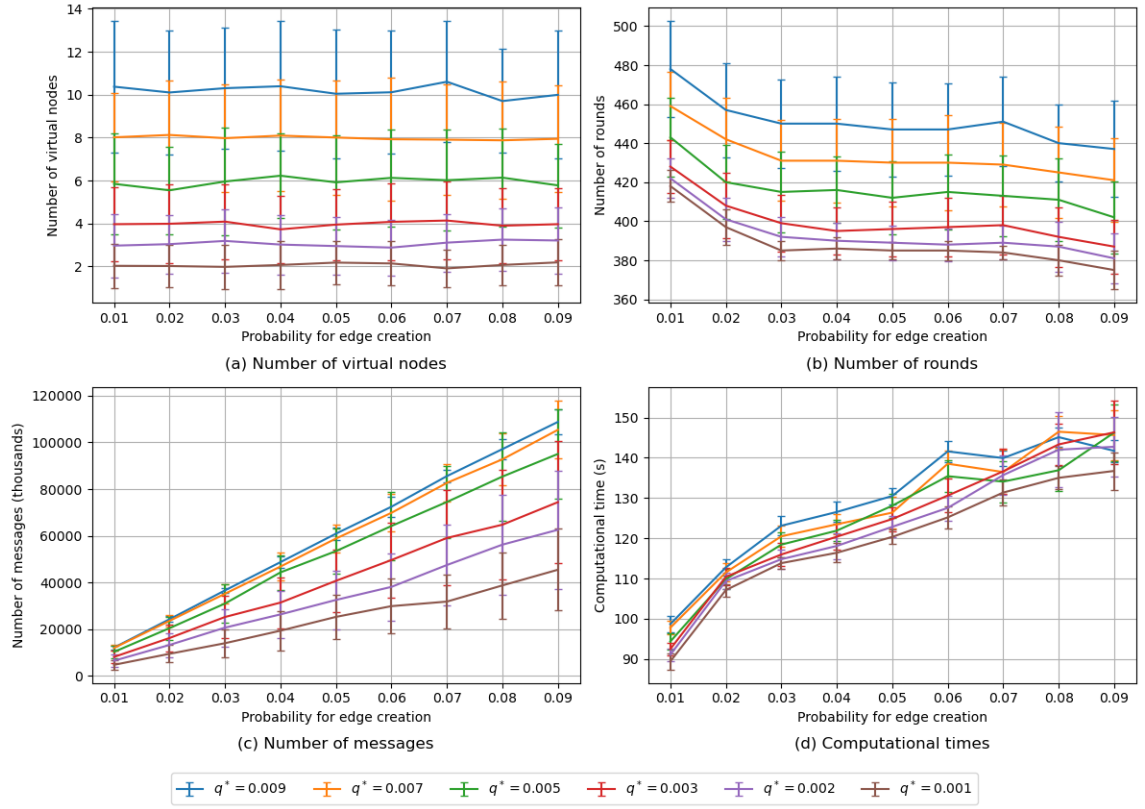 14
12
10
8
6
4
2
Number of virtual nodes
0.01 0.02 0.03 0.04 0.05 0.06 0.07 0.08 0.09
Probability for edge creation
(a) Number of virtual nodes
500
480
460
440
420
400
380
360
Number of rounds
0.01 0.02 0.03 0.04 0.05 0.06 0.07 0.08 0.09
Probability for edge creation
(b) Number of rounds
120000
100000
80000
60000
40000
20000
0
Number of messages (thousands)
0.01 0.02 0.03 0.04 0.05 0.06 0.07 0.08 0.09
Probability for edge creation
(c) Number of messages
150
140
130
120
110
100
90
Computational time (s)
0.01 0.02 0.03 0.04 0.05 0.06 0.07 0.08 0.09
Probability for edge creation
(d) Computational times
q* = 0.009 q* = 0.007 q* = 0.005 q* = 0.003 q* = 0.002 q* = 0.001